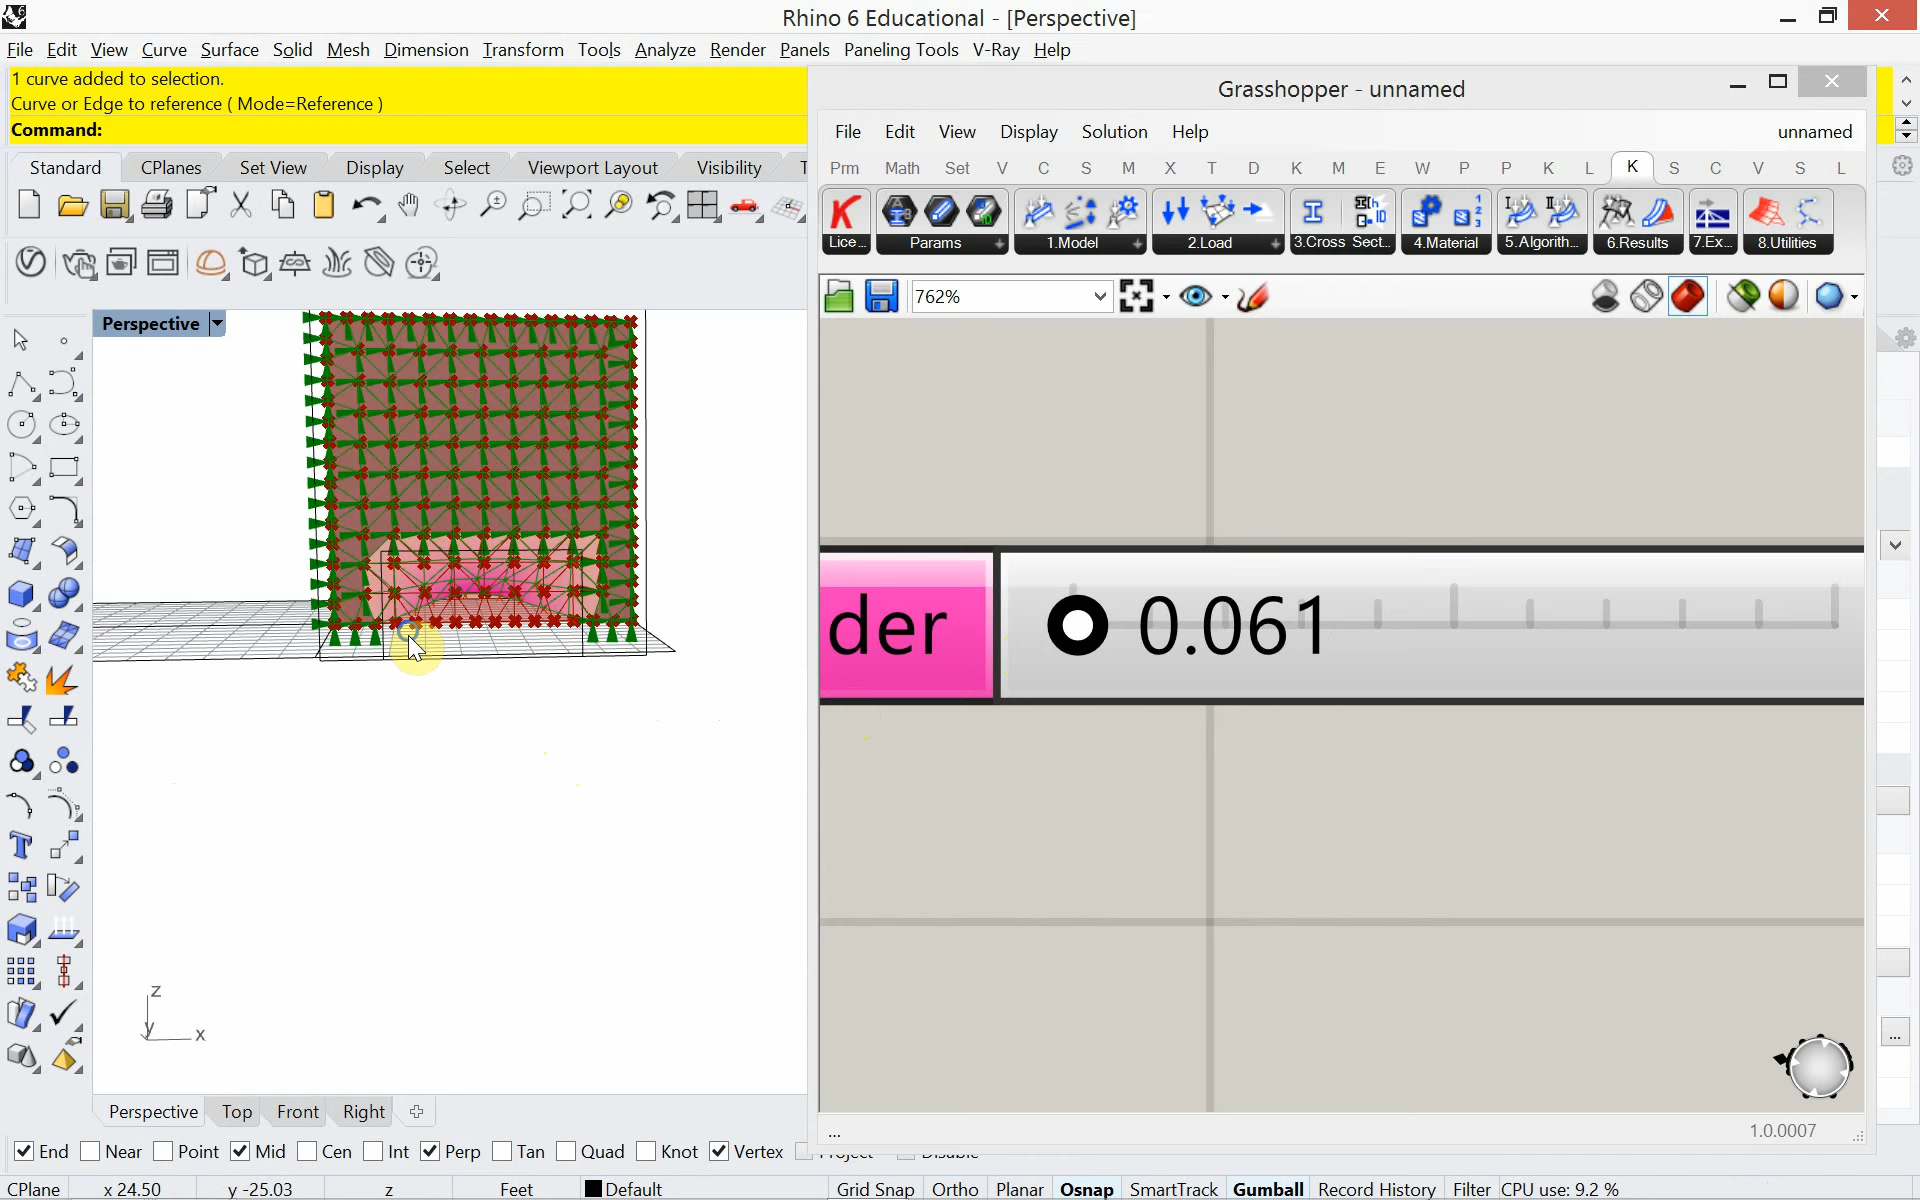 Rhino 6 Educational - [Perspective]
File Edit View Curve Surface Solid Mesh Dimension Transform Tools Analyze Render Panels Paneling Tools V-Ray Help
1 curve added to selection.
Curve or Edge to reference ( Mode=Reference )
Command:
Standard CPlanes Set View Display Select Viewport Layout Visibility
Perspective
z
y x
Perspective Top Front Right
End Near Point Mid Cen Int Perp Tan Quad Knot Vertex
CPlane x 24.50 y -25.03 z Feet Default Grid Snap Ortho Planar Osnap SmartTrack Gumball Record History Filter CPU use: 9.2 %
Grasshopper - unnamed
File Edit View Display Solution Help unnamed
Prm Math Set V C S M X T D K M E W P P K L K S C V S L
Lice... Params 1.Model 2.Load 3.Cross Sect... 4.Material 5.Algorith... 6.Results 7.Ex... 8.Utilities
762%
der 0.061
... 1.0.0007
...